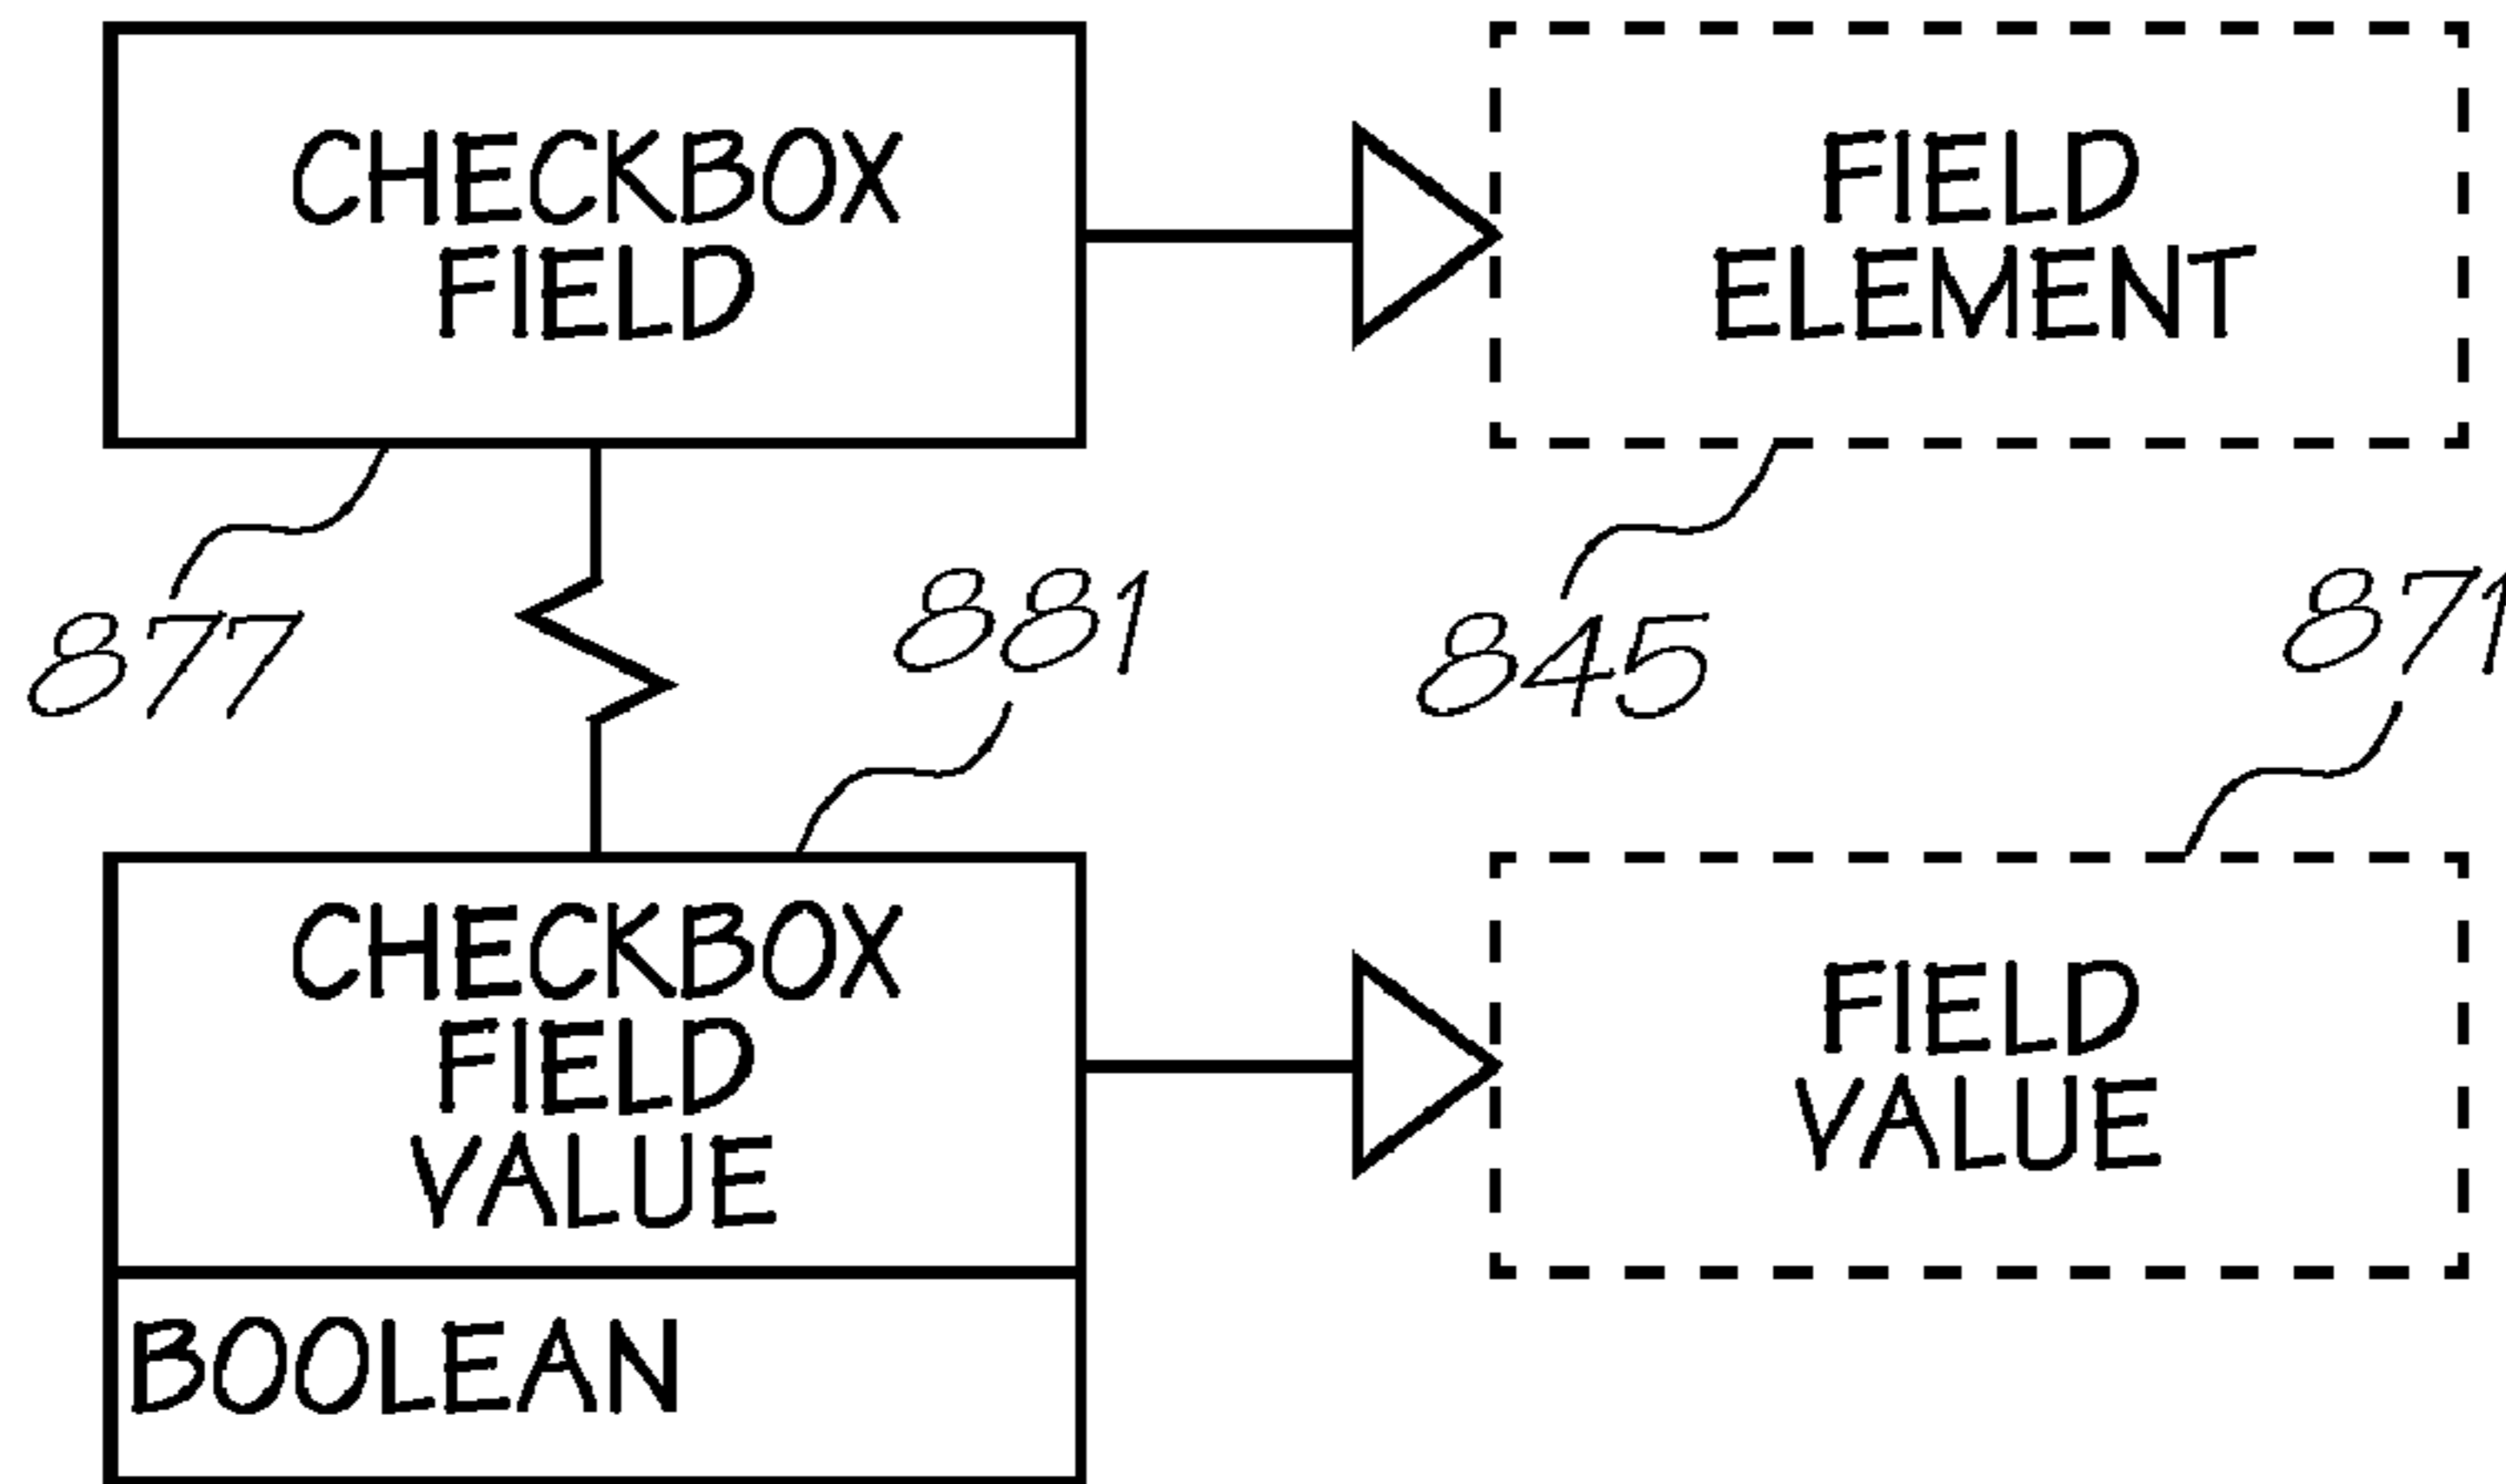 CHECKBOX
FIELD
FIELD
ELEMENT
877
881
845
871
CHECKBOX
FIELD
VALUE
FIELD
VALUE
BOOLEAN